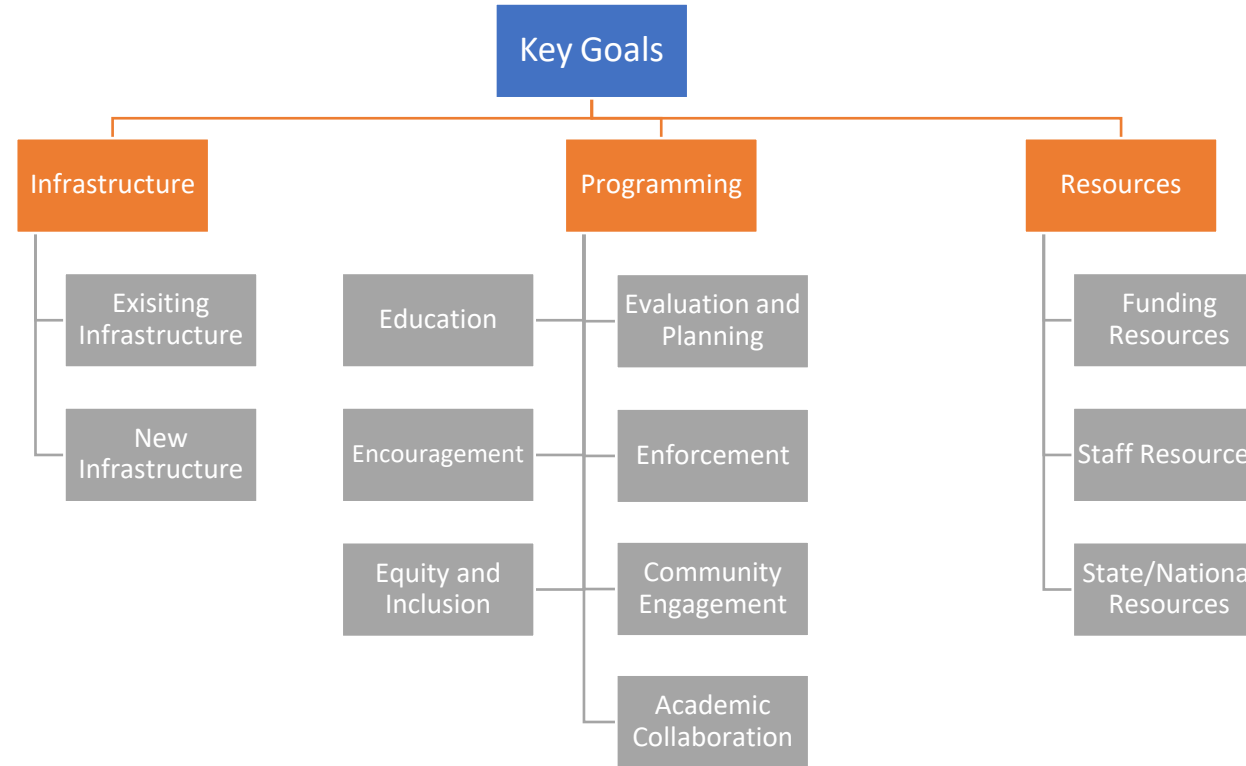 Key Goals
Infrastructure
Programming
Resources
Exisiting
Infrastructure
New
Infrastructure
Education
Encouragement
Equity and
Inclusion
Evaluation and
Planning
Enforcement
Community
Engagement
Academic
Collaboration
Funding
Resources
Staff Resource
State/Nationa
Resources